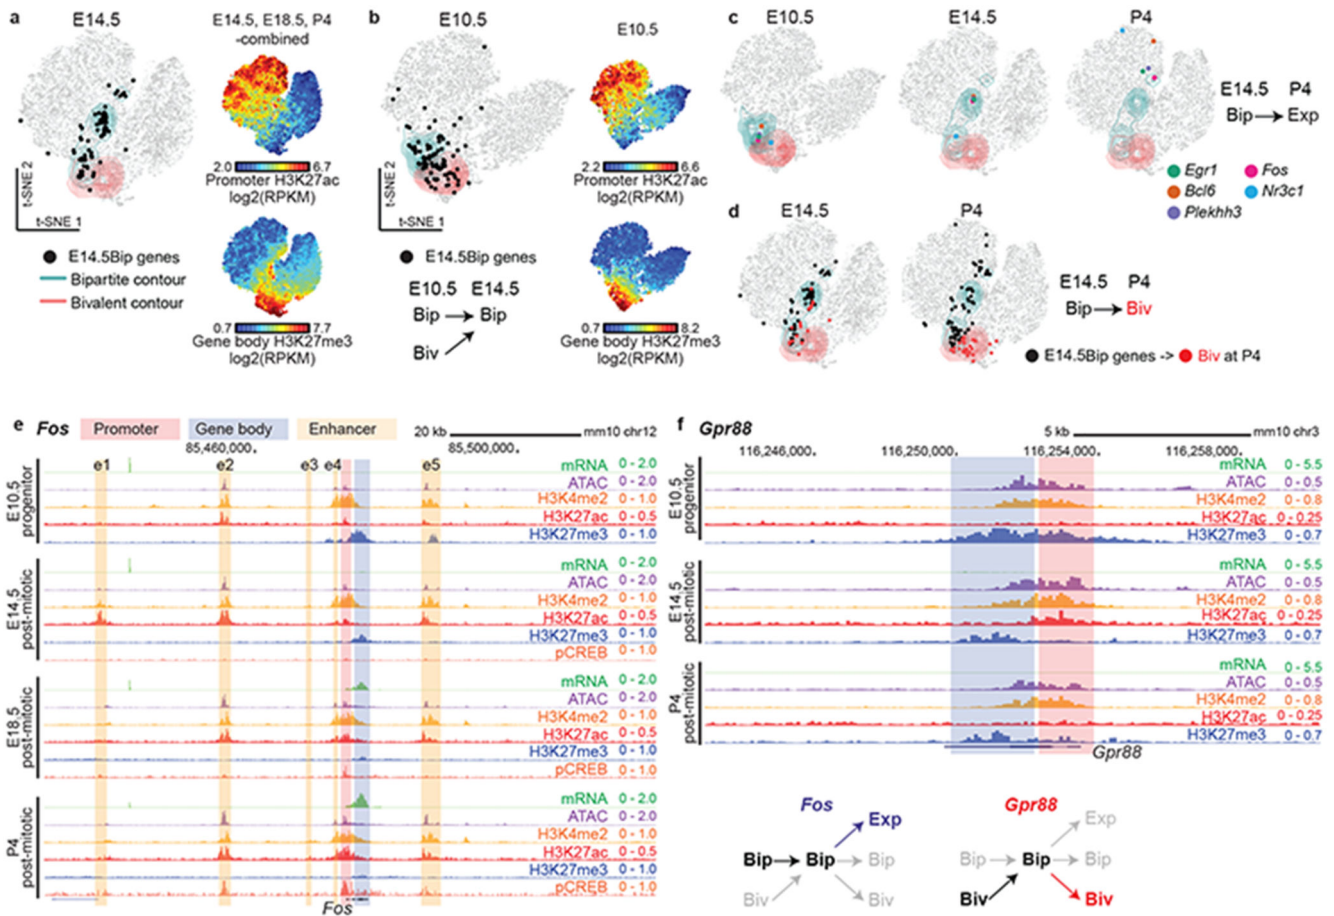 a
E14.5
E14.5, E18.5, P4
-combined
t-SNE 2
t-SNE 1
2.0 6.7
Promoter H3K27ac
log2(RPKM)
E14.5Bip genes
Bipartite contour
Bivalent contour
0.7 7.7
Gene body H3K27me3
log2(RPKM)
b
E10.5
E10.5
t-SNE 2
t-SNE 1
2.2 6.6
Promoter H3K27ac
log2(RPKM)
E14.5Bip genes
E10.5 E14.5
Bip Bip
Biv
0.7 8.2
Gene body H3K27me3
log2(RPKM)
c
E10.5 E14.5 P4
E14.5 P4
Bip Exp
Egr1 Fos
Bcl6 Nr3c1
Plekhh3
d
E14.5 P4
E14.5 P4
Bip Biv
E14.5Bip genes -> Biv at P4
e
Fos
Promoter Gene body Enhancer
20 kb mm10 chr12
85,460,000 85,500,000
e1 e2 e3 e4 e5
E10.5
progenitor
mRNA 0 - 2.0
ATAC 0 - 2.0
H3K4me2 0 - 1.0
H3K27ac 0 - 0.5
H3K27me3 0 - 1.0
E14.5
post-mitotic
mRNA 0 - 2.0
ATAC 0 - 2.0
H3K4me2 0 - 1.0
H3K27ac 0 - 0.5
H3K27me3 0 - 1.0
pCREB 0 - 1.0
E18.5
post-mitotic
mRNA 0 - 2.0
ATAC 0 - 2.0
H3K4me2 0 - 1.0
H3K27ac 0 - 0.5
H3K27me3 0 - 1.0
pCREB 0 - 1.0
P4
post-mitotic
mRNA 0 - 2.0
ATAC 0 - 2.0
H3K4me2 0 - 1.0
H3K27ac 0 - 0.5
H3K27me3 0 - 1.0
pCREB 0 - 1.0
Fos
f
Gpr88
5 kb mm10 chr3
116,246,000 116,250,000 116,254,000 116,258,000
E10.5
progenitor
mRNA 0 - 5.5
ATAC 0 - 0.5
H3K4me2 0 - 0.8
H3K27ac 0 - 0.25
H3K27me3 0 - 0.7
E14.5
post-mitotic
mRNA 0 - 5.5
ATAC 0 - 0.5
H3K4me2 0 - 0.8
H3K27ac 0 - 0.25
H3K27me3 0 - 0.7
P4
post-mitotic
mRNA 0 - 5.5
ATAC 0 - 0.5
H3K4me2 0 - 0.8
H3K27ac 0 - 0.25
H3K27me3 0 - 0.7
Gpr88
Fos
Exp
Bip Bip Bip
Biv Biv
Gpr88
Exp
Bip Bip Bip
Biv Biv